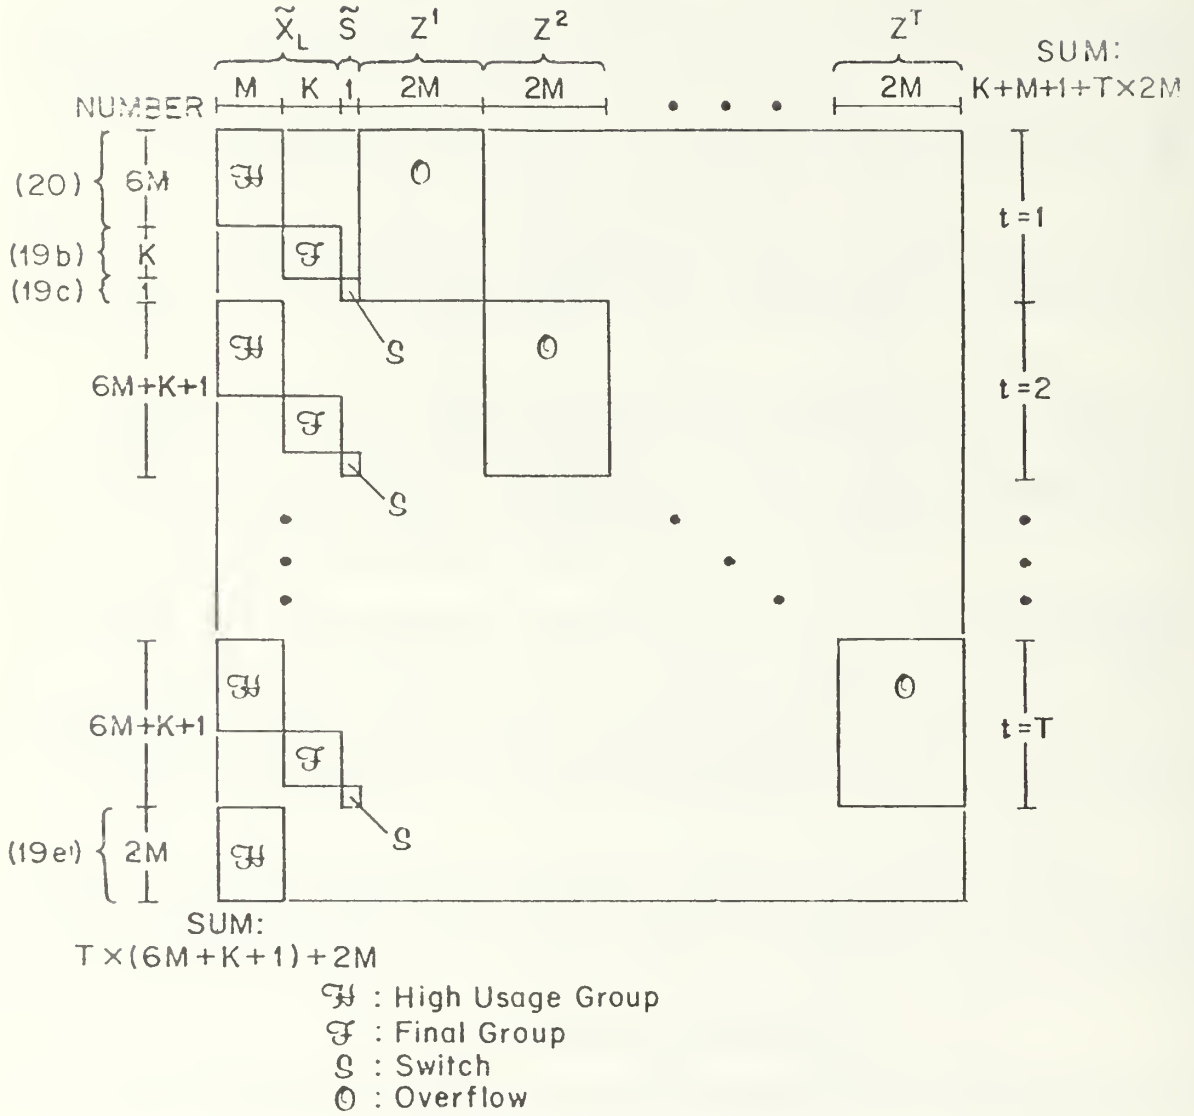 X̃_L S̃ Z¹ Z² Z^T SUM:
NUMBER M K 1 2M 2M • • • 2M K+M+1+T×2M
(20) { 6M ℋ O
t=1
(19b) { K ℱ
(19c) { 1
S
ℋ O
6M+K+1 t=2
ℱ
S
ℋ O
6M+K+1 t=T
ℱ
S
(19e') { 2M ℋ
SUM:
T×(6M+K+1)+2M
ℋ : High Usage Group
ℱ : Final Group
S : Switch
O : Overflow